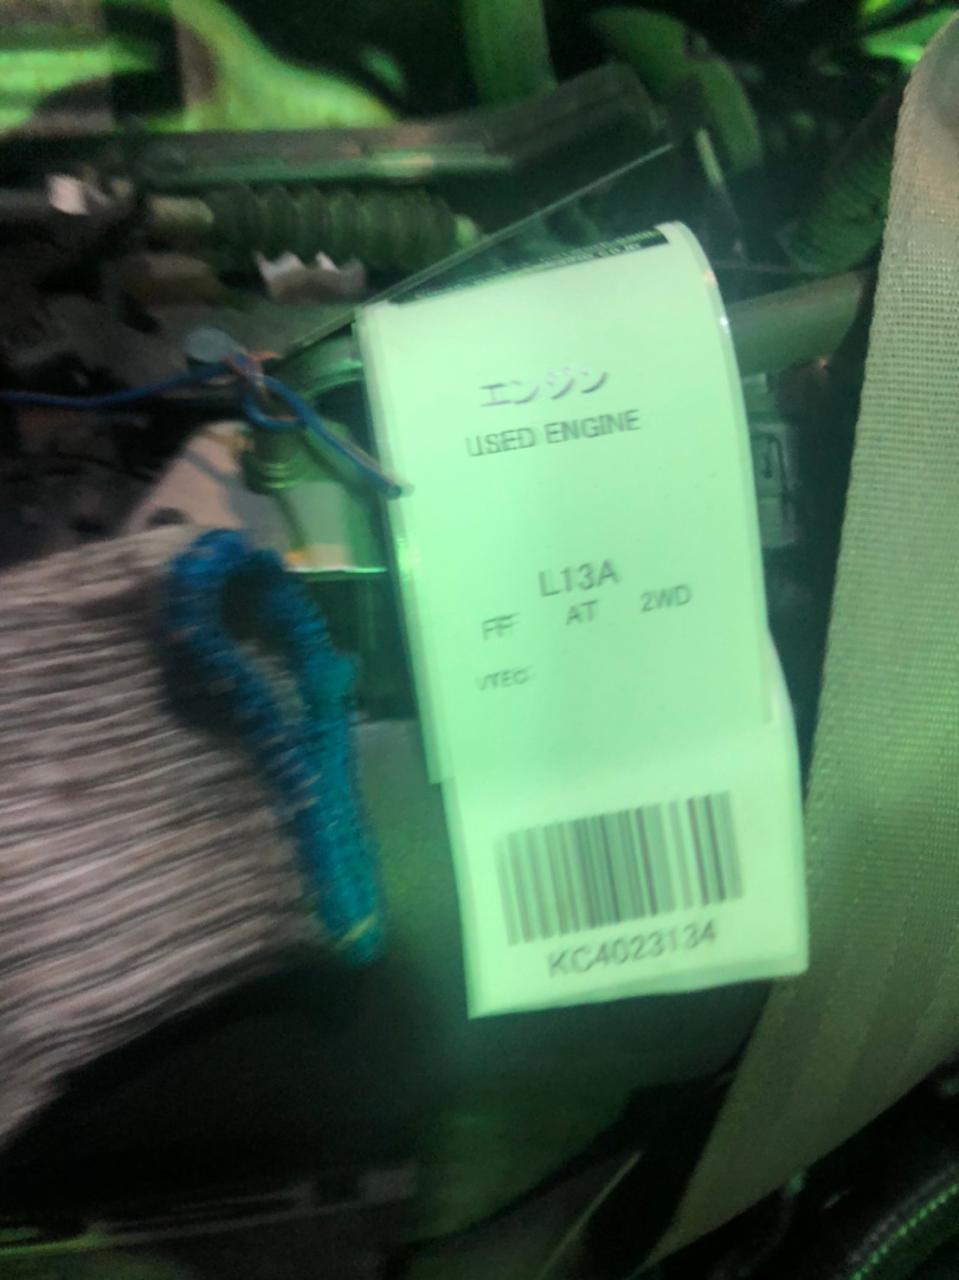 エンジン
USED ENGINE
L13A
FF AT 2WD
VTEC
KC4023134